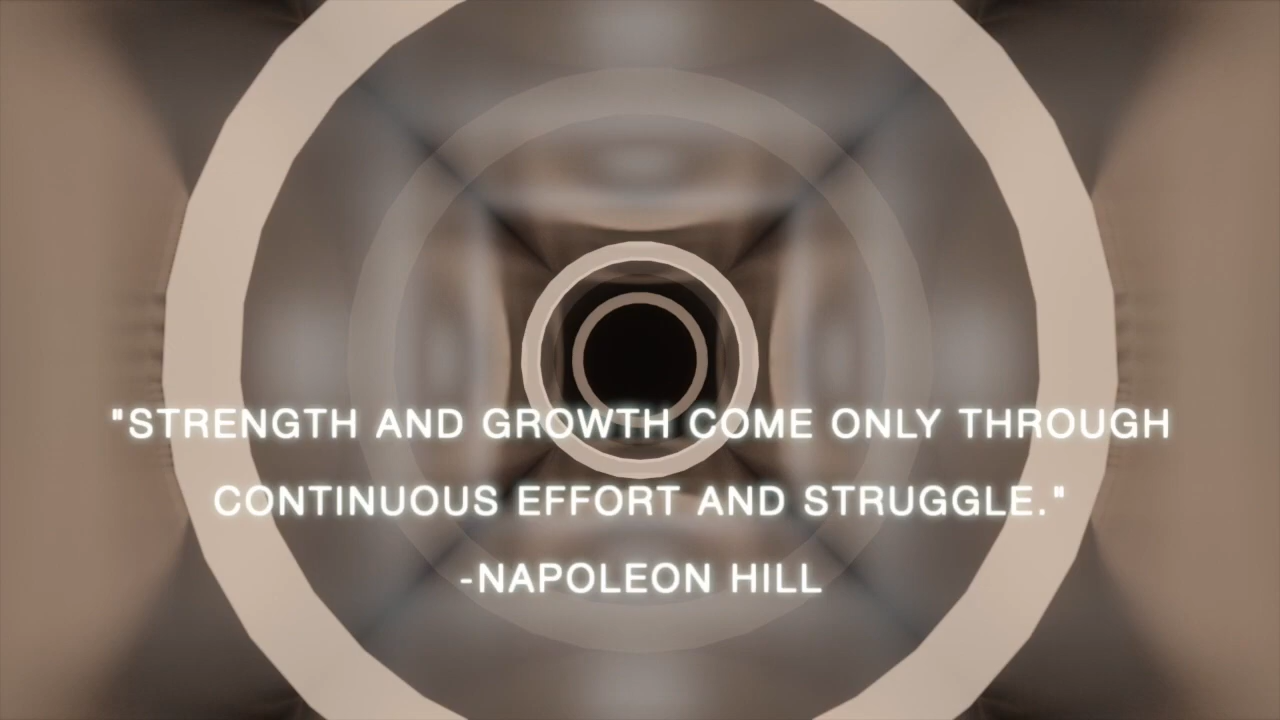 "STRENGTH AND GROWTH COME ONLY THROUGH
CONTINUOUS EFFORT AND STRUGGLE."
-NAPOLEON HILL